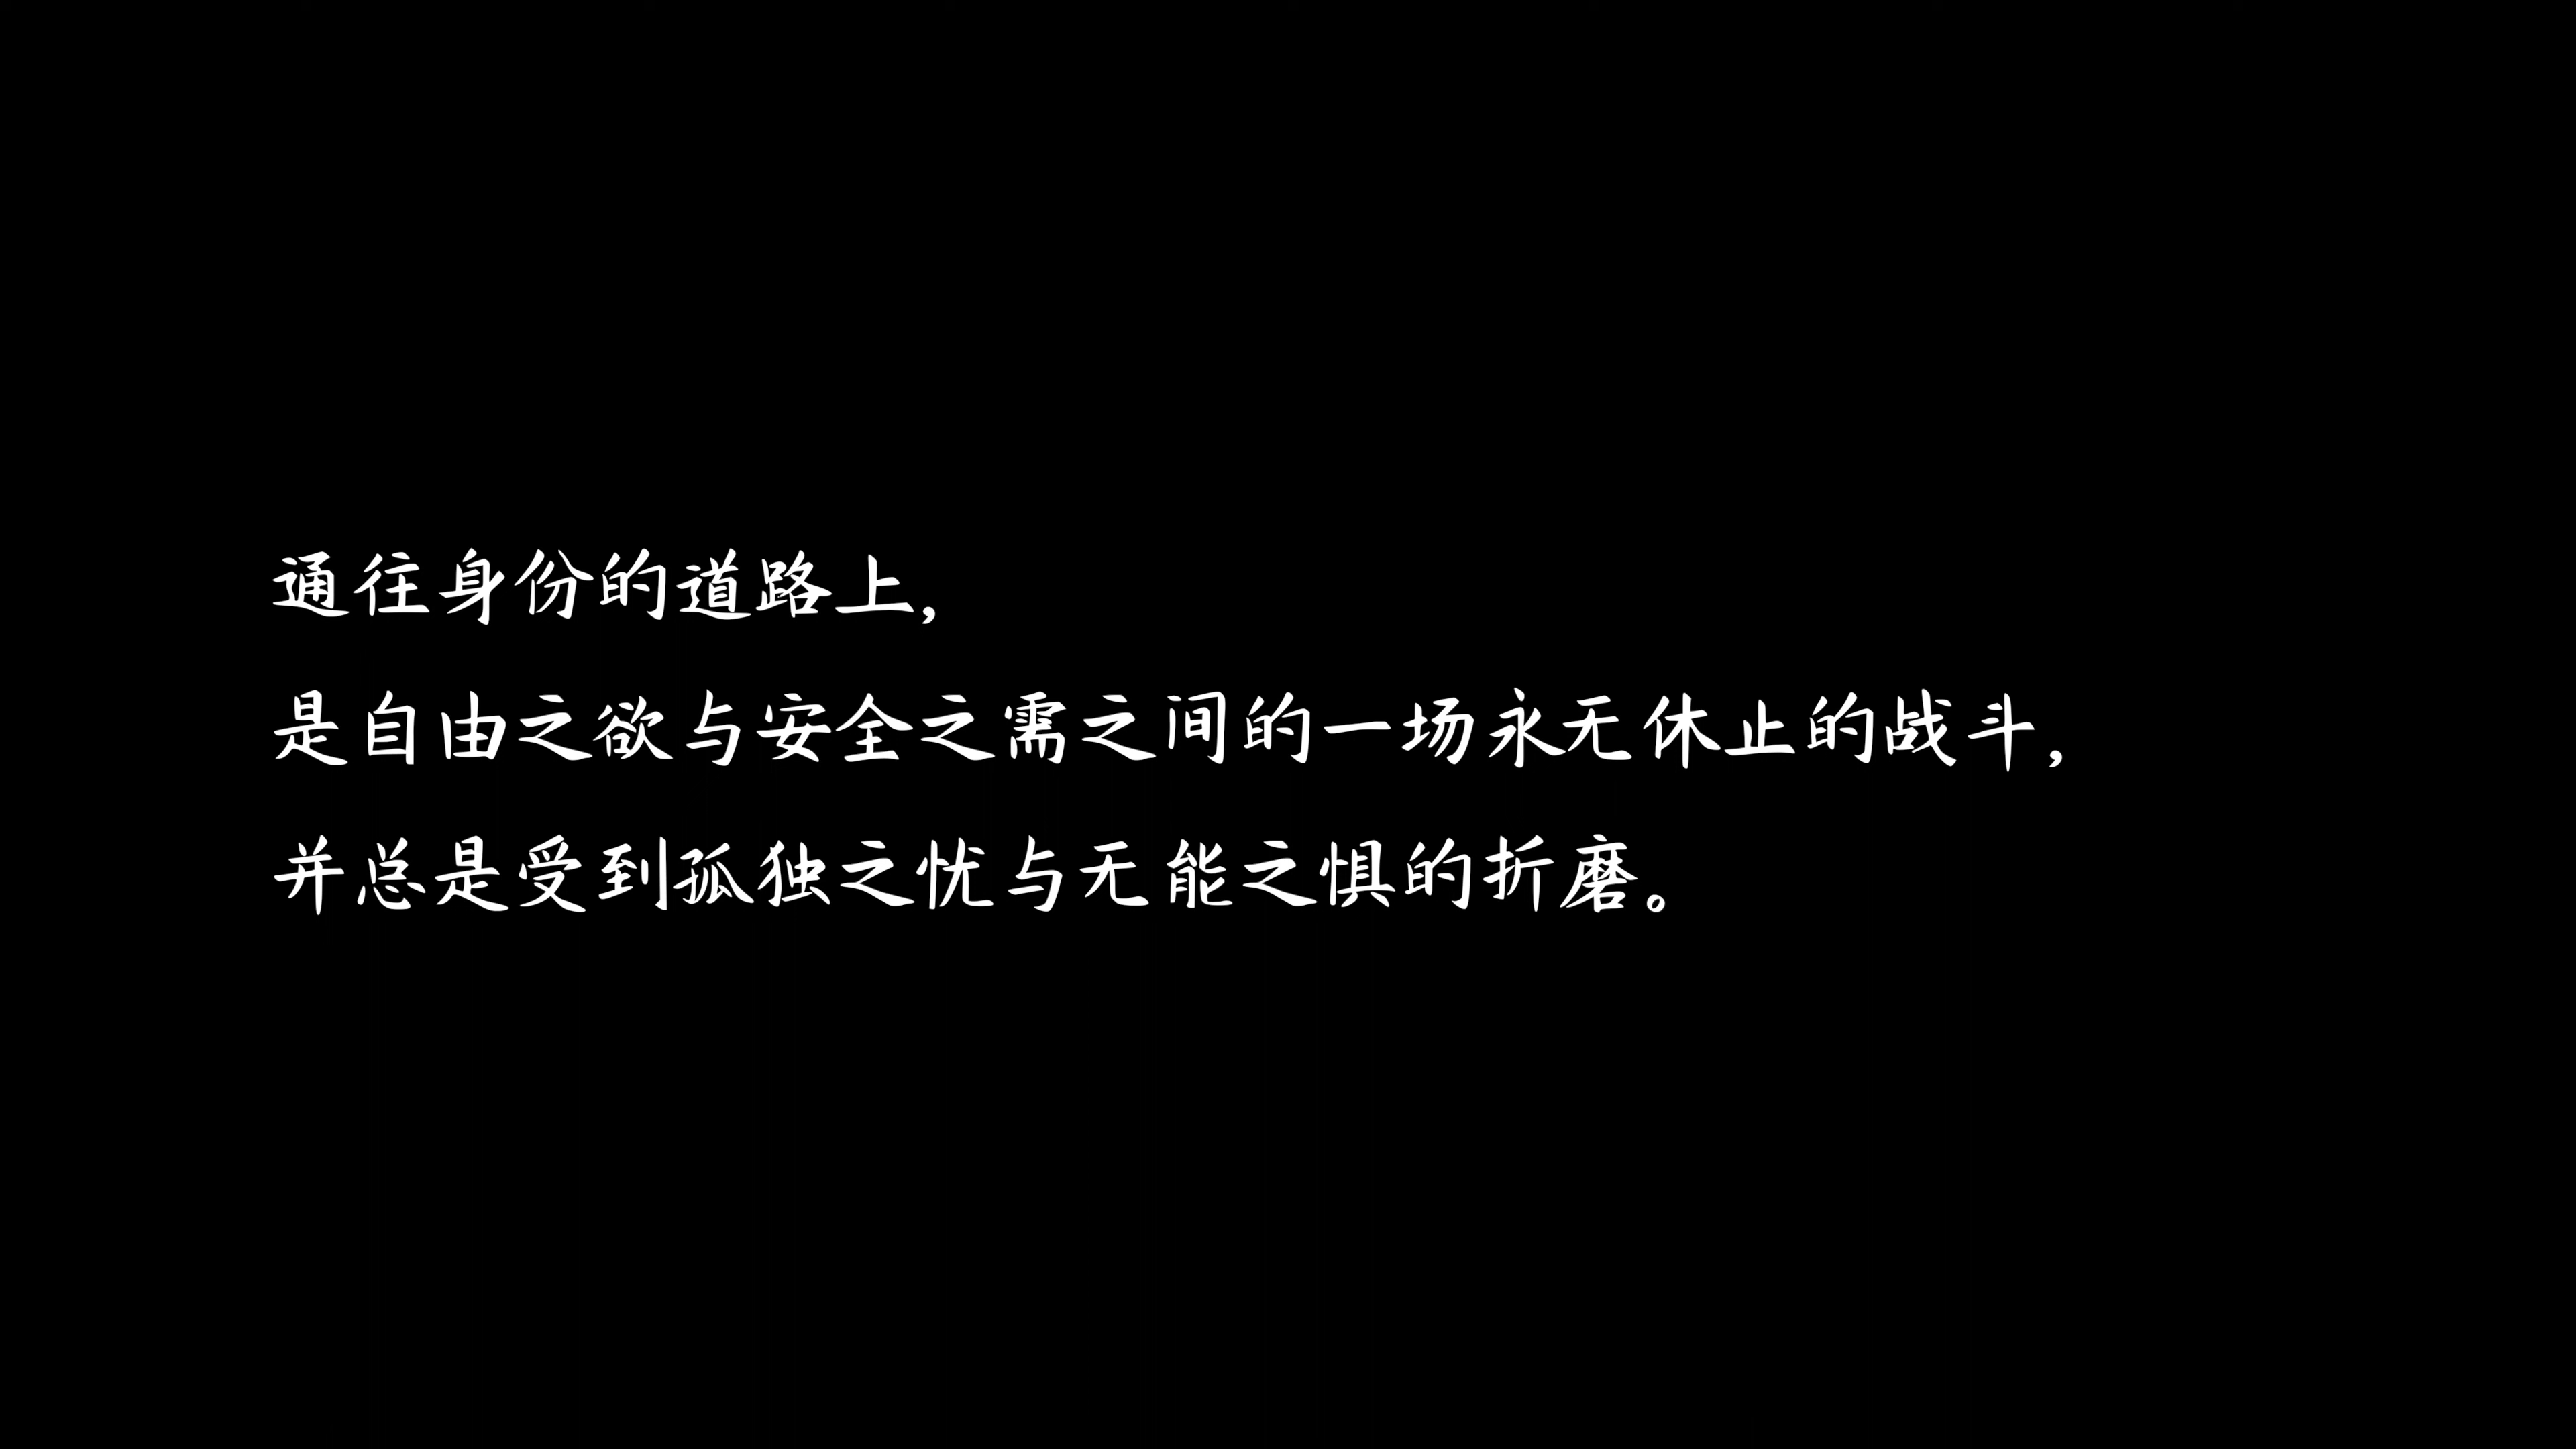 通往身份的道路上，
是自由之欲与安全之需之间的一场永无休止的战斗，
并总是受到孤独之忧与无能之惧的折磨。